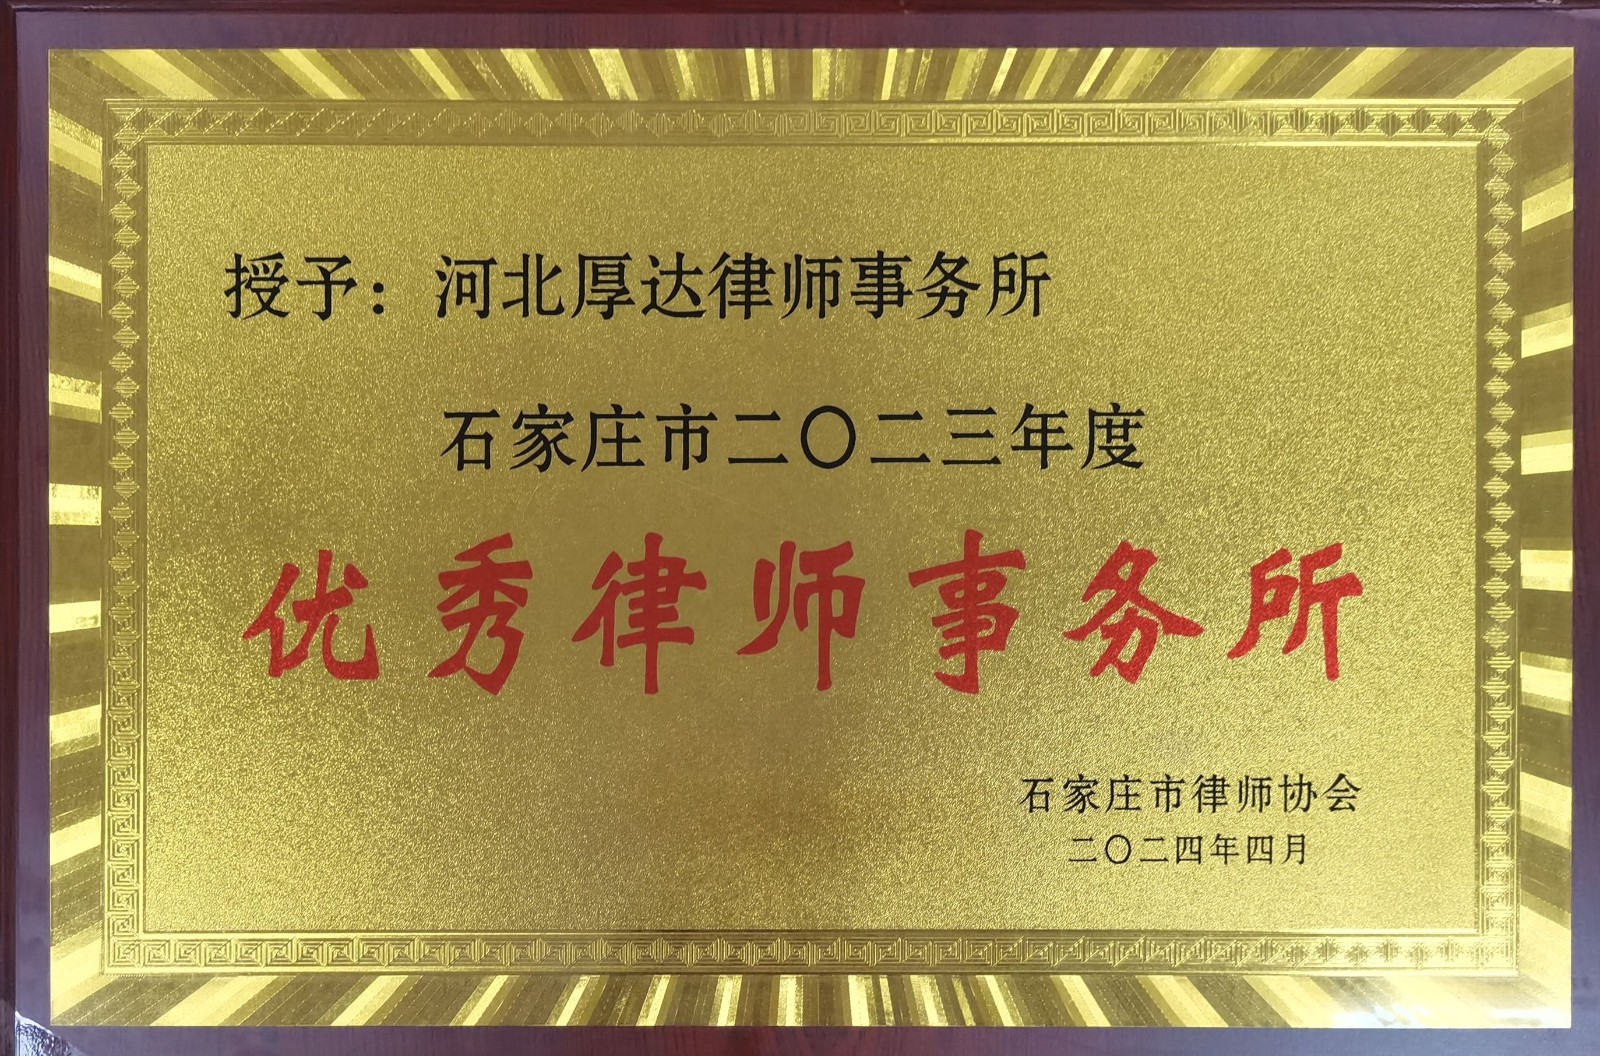 授予：河北厚达律师事务所
石家庄市二〇二三年度
优秀律师事务所
石家庄市律师协会
二〇二四年四月